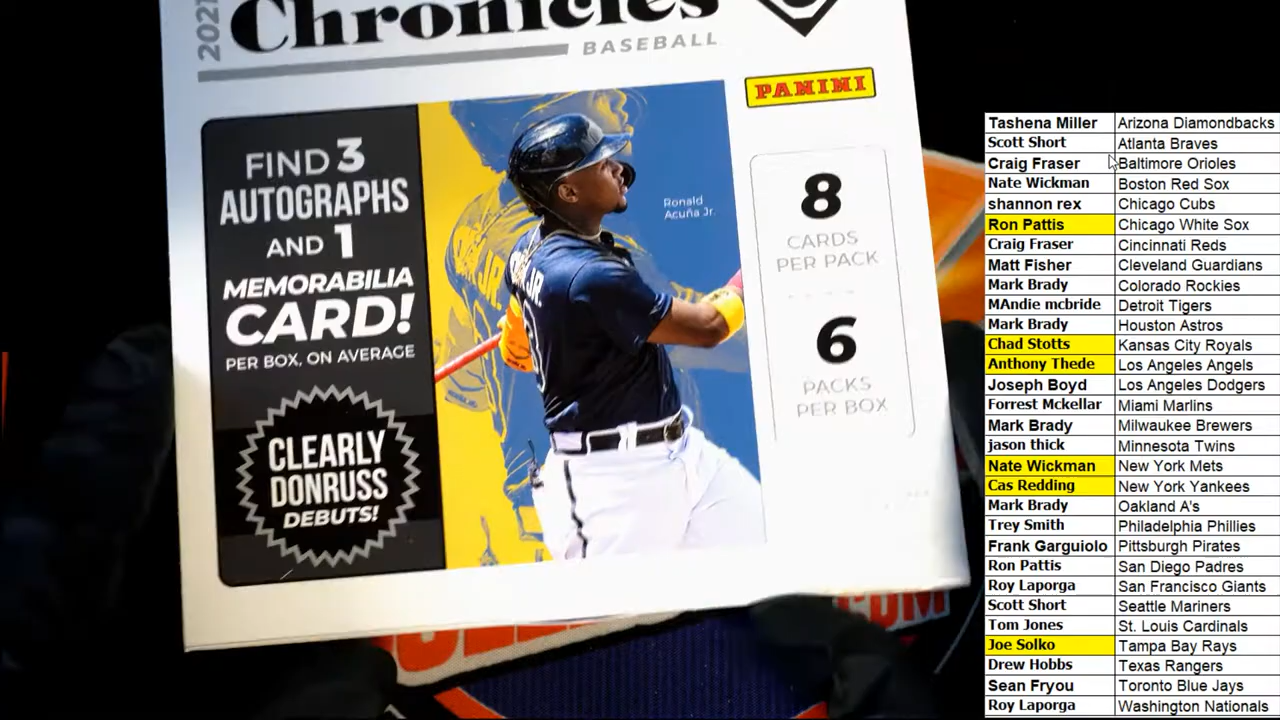 2021
Chronicles
BASEBALL
PANINI
FIND 3
AUTOGRAPHS
AND 1
MEMORABILIA
CARD!
PER BOX, ON AVERAGE
CLEARLY
DONRUSS
DEBUTS!
Ronald
Acuña Jr.
8
CARDS
PER PACK
6
PACKS
PER BOX
JR.
.COM
Tashena Miller Arizona Diamondbacks
Scott Short Atlanta Braves
Craig Fraser Baltimore Orioles
Nate Wickman Boston Red Sox
shannon rex Chicago Cubs
Ron Pattis Chicago White Sox
Craig Fraser Cincinnati Reds
Matt Fisher Cleveland Guardians
Mark Brady Colorado Rockies
MAndie mcbride Detroit Tigers
Mark Brady Houston Astros
Chad Stotts Kansas City Royals
Anthony Thede Los Angeles Angels
Joseph Boyd Los Angeles Dodgers
Forrest Mckellar Miami Marlins
Mark Brady Milwaukee Brewers
jason thick Minnesota Twins
Nate Wickman New York Mets
Cas Redding New York Yankees
Mark Brady Oakland A's
Trey Smith Philadelphia Phillies
Frank Garguiolo Pittsburgh Pirates
Ron Pattis San Diego Padres
Roy Laporga San Francisco Giants
Scott Short Seattle Mariners
Tom Jones St. Louis Cardinals
Joe Solko Tampa Bay Rays
Drew Hobbs Texas Rangers
Sean Fryou Toronto Blue Jays
Roy Laporga Washington Nationals